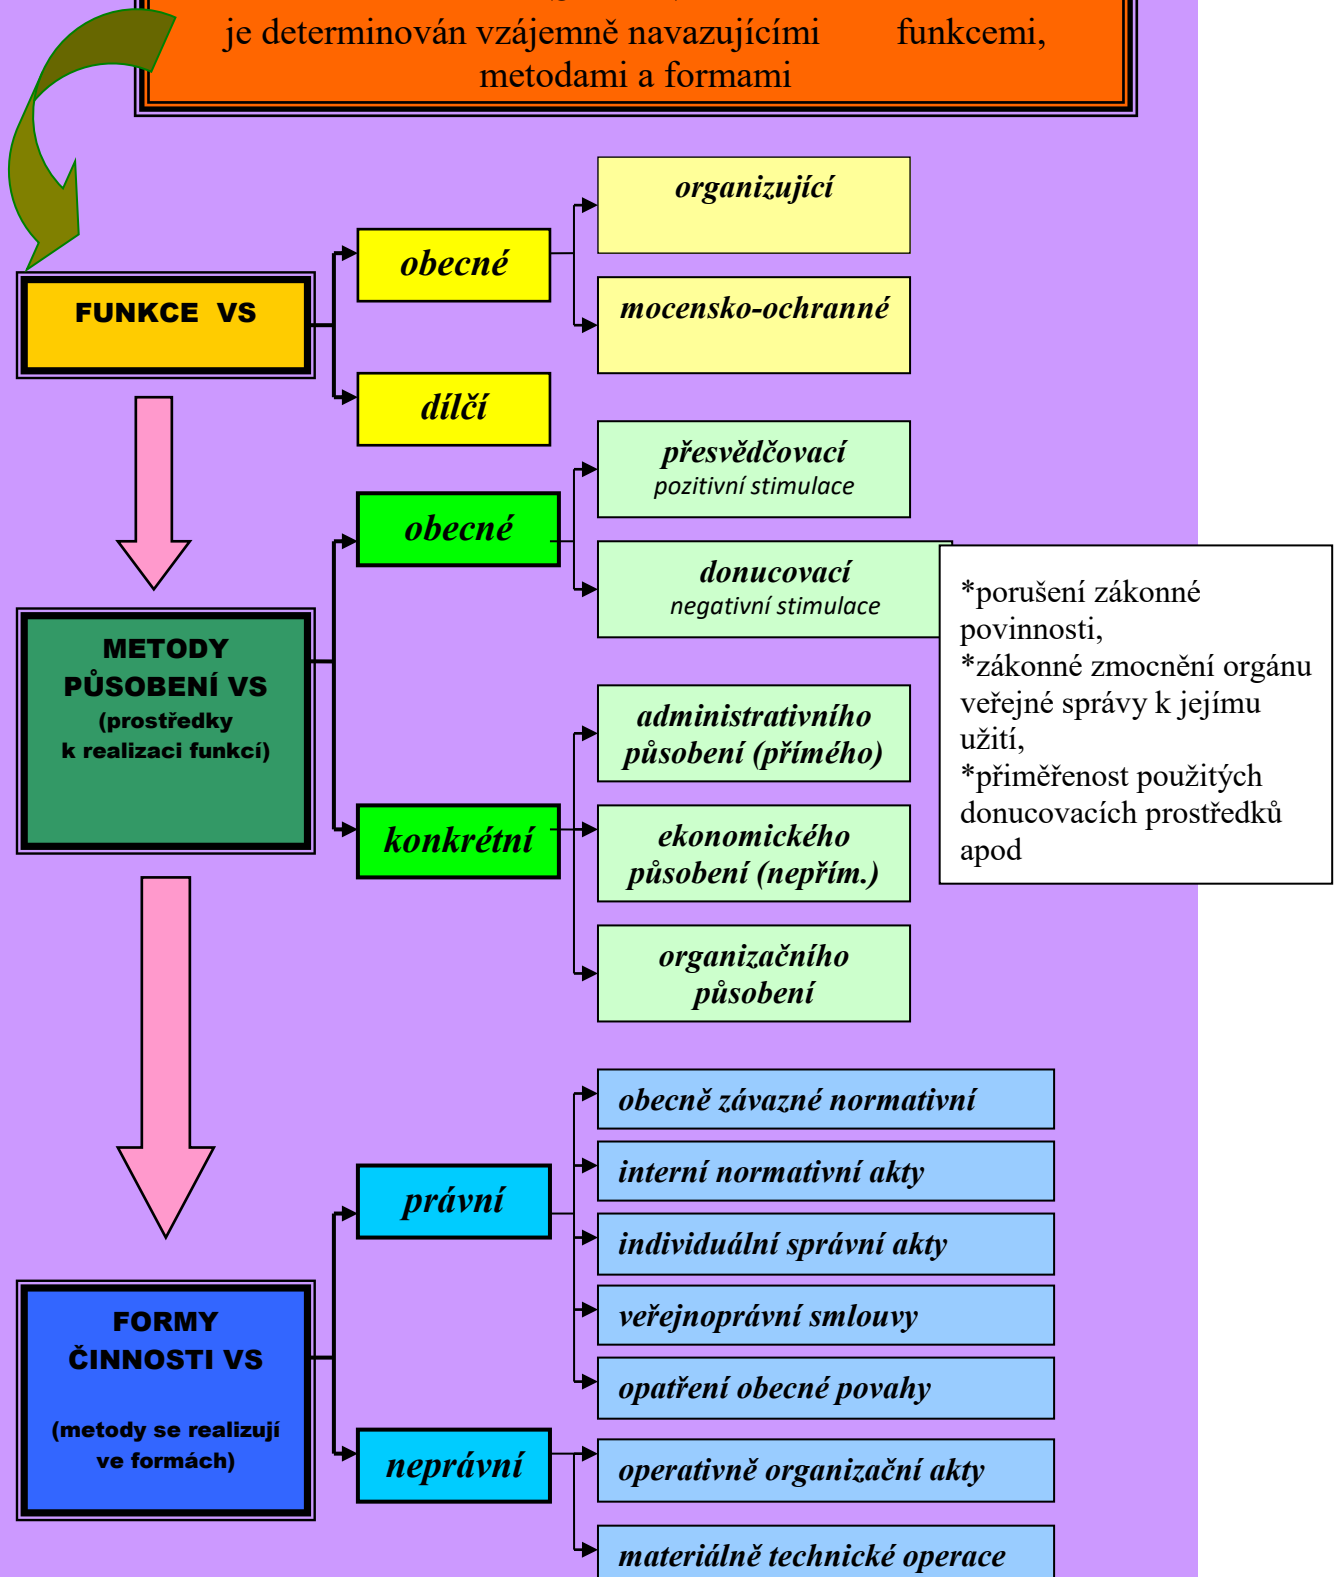 je determinován vzájemně navazujícími funkcemi,
metodami a formami
FUNKCE VS
obecné
organizující
mocensko-ochranné
dílčí
METODY
PŮSOBENÍ VS
(prostředky
k realizaci funkcí)
obecné
přesvědčovací
pozitivní stimulace
donucovací
negativní stimulace
*porušení zákonné
povinnosti,
*zákonné zmocnění orgánu
veřejné správy k jejímu
užití,
*přiměřenost použitých
donucovacích prostředků
apod
konkrétní
administrativního
působení (přímého)
ekonomického
působení (nepřím.)
organizačního
působení
FORMY
ČINNOSTI VS
(metody se realizují
ve formách)
právní
obecně závazné normativní
interní normativní akty
individuální správní akty
veřejnoprávní smlouvy
opatření obecné povahy
neprávní
operativně organizační akty
materiálně technické operace